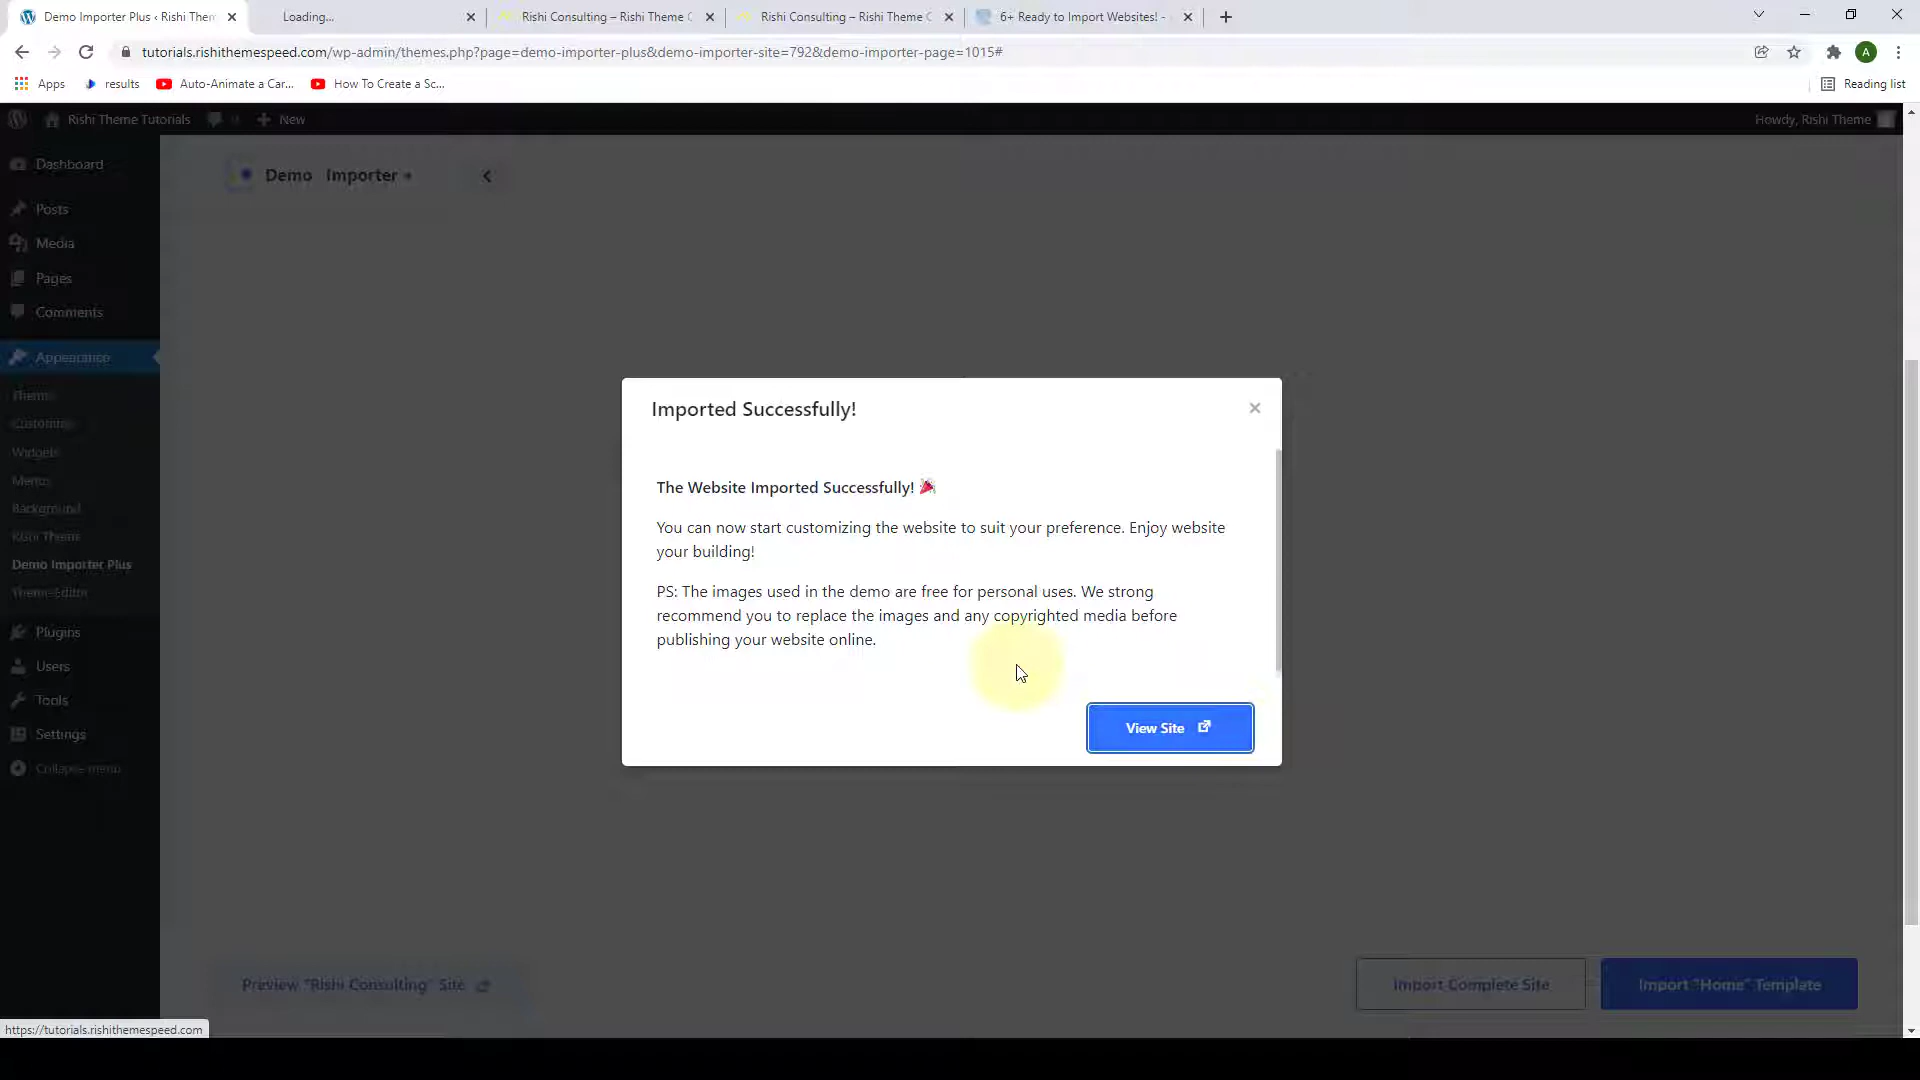 Demo Importer Plus ‹ Rishi Them
Loading...
Rishi Consulting – Rishi Theme C
Rishi Consulting – Rishi Theme C
6+ Ready to Import Websites! -
tutorials.rishithemespeed.com/wp-admin/themes.php?page=demo-importer-plus&demo-importer-site=792&demo-importer-page=1015#
A
Apps
results
Auto-Animate a Car...
How To Create a Sc...
Reading list
Rishi Theme Tutorials
0
New
Howdy, Rishi Theme
Dashboard
Demo Importer +
Posts
Media
Pages
Comments
Appearance
Themes
Customize
Widgets
Menus
Background
Rishi Theme
Demo Importer Plus
Theme Editor
Plugins
Users
Tools
Settings
Collapse menu
Imported Successfully!
The Website Imported Successfully! 🎉
You can now start customizing the website to suit your preference. Enjoy website
your building!
PS: The images used in the demo are free for personal uses. We strong
recommend you to replace the images and any copyrighted media before
publishing your website online.
View Site
Preview "Rishi Consulting" Site
Import Complete Site
Import "Home" Template
https://tutorials.rishithemespeed.com